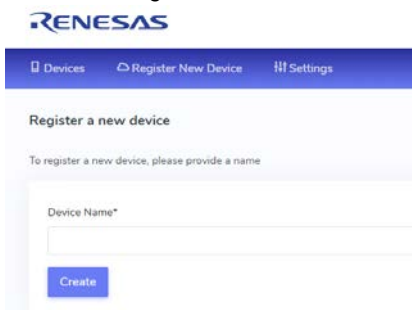 RENESAS
Devices Register New Device Settings
Register a new device
To register a new device, please provide a name
Device Name*
Create